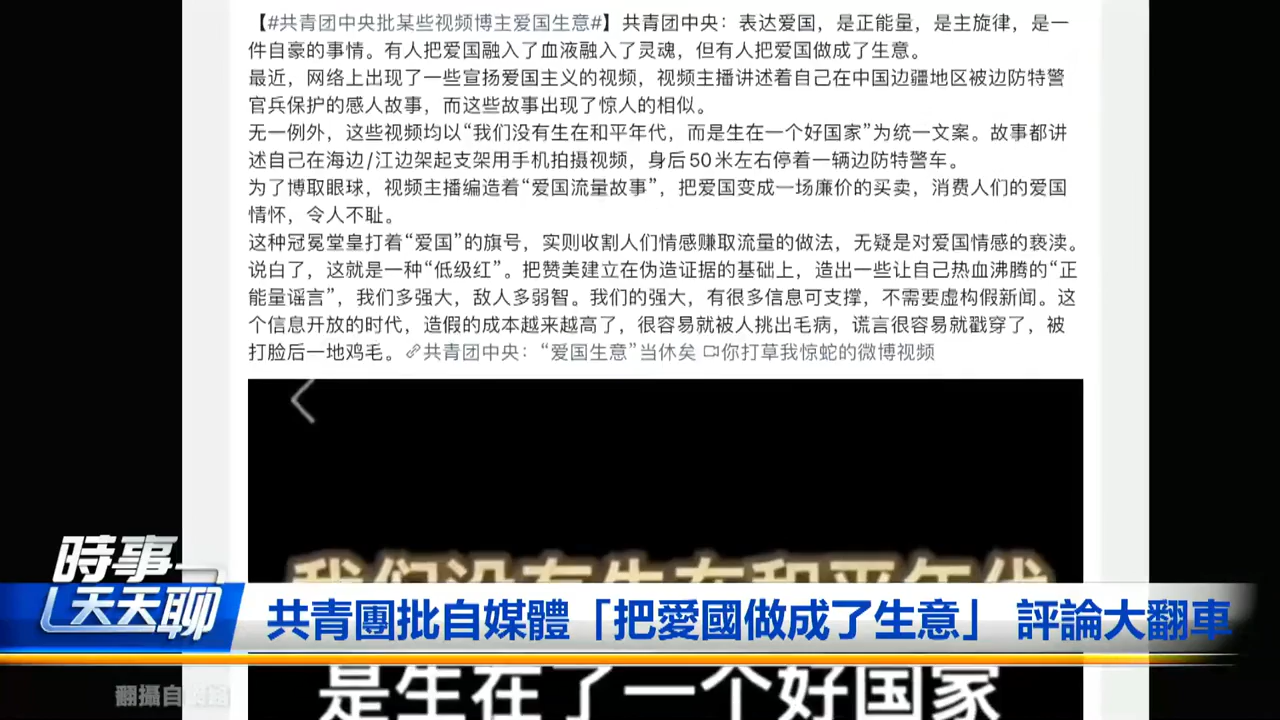 【#共青团中央批某些视频博主爱国生意#】共青团中央：表达爱国，是正能量，是主旋律，是一
件自豪的事情。有人把爱国融入了血液融入了灵魂，但有人把爱国做成了生意。
最近，网络上出现了一些宣扬爱国主义的视频，视频主播讲述着自己在中国边疆地区被边防特警
官兵保护的感人故事，而这些故事出现了惊人的相似。
无一例外，这些视频均以“我们没有生在和平年代，而是生在一个好国家”为统一文案。故事都讲
述自己在海边/江边架起支架用手机拍摄视频，身后50米左右停着一辆边防特警车。
为了博取眼球，视频主播编造着“爱国流量故事”，把爱国变成一场廉价的买卖，消费人们的爱国
情怀，令人不耻。
这种冠冕堂皇打着“爱国”的旗号，实则收割人们情感赚取流量的做法，无疑是对爱国情感的亵渎。
说白了，这就是一种“低级红”。把赞美建立在伪造证据的基础上，造出一些让自己热血沸腾的“正
能量谣言”，我们多强大，敌人多弱智。我们的强大，有很多信息可支撑，不需要虚构假新闻。这
个信息开放的时代，造假的成本越来越高了，很容易就被人挑出毛病，谎言很容易就戳穿了，被
打脸后一地鸡毛。共青团中央：“爱国生意”当休矣 你打草我惊蛇的微博视频
我们没有生在和平年代
時事
天天聊
共青團批自媒體「把愛國做成了生意」 評論大翻車
是生在了一个好国家
翻攝自網路